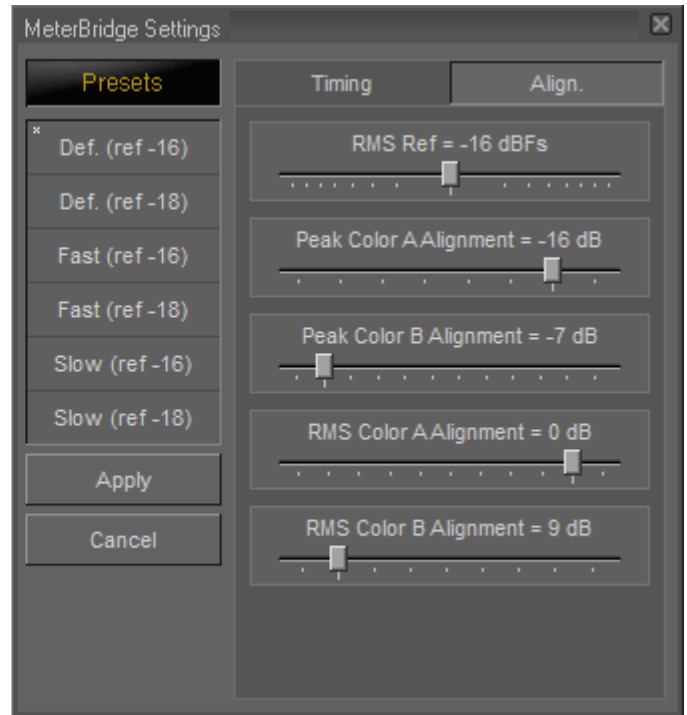 MeterBridge Settings
Presets
Def. (ref -16)
Def. (ref -18)
Fast (ref -16)
Fast (ref -18)
Slow (ref -16)
Slow (ref -18)
Apply
Cancel
Timing
Align.
RMS Ref = -16 dBFs
Peak Color A Alignment = -16 dB
Peak Color B Alignment = -7 dB
RMS Color A Alignment = 0 dB
RMS Color B Alignment = 9 dB